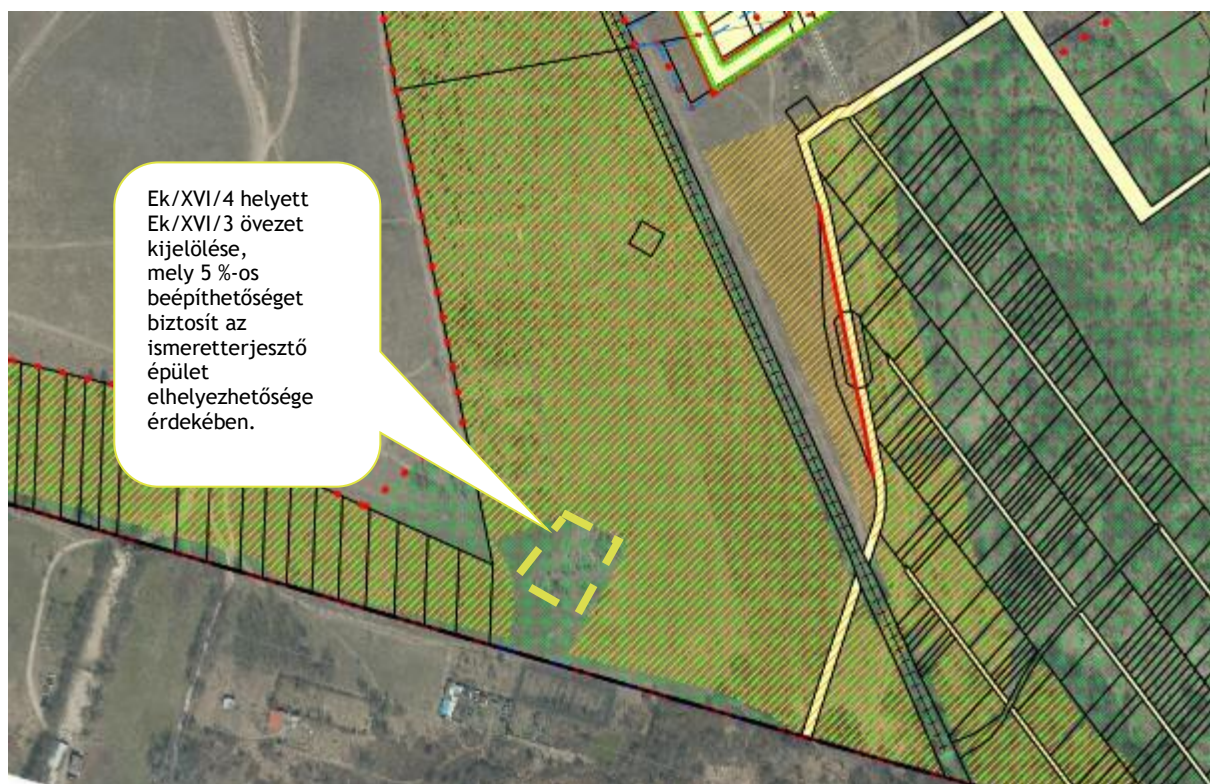 Ek/XVI/4 helyett
Ek/XVI/3 övezet
kijelölése,
mely 5 %-os
beépíthetőséget
biztosít az
ismeretterjesztő
épület
elhelyezhetősége
érdekében.